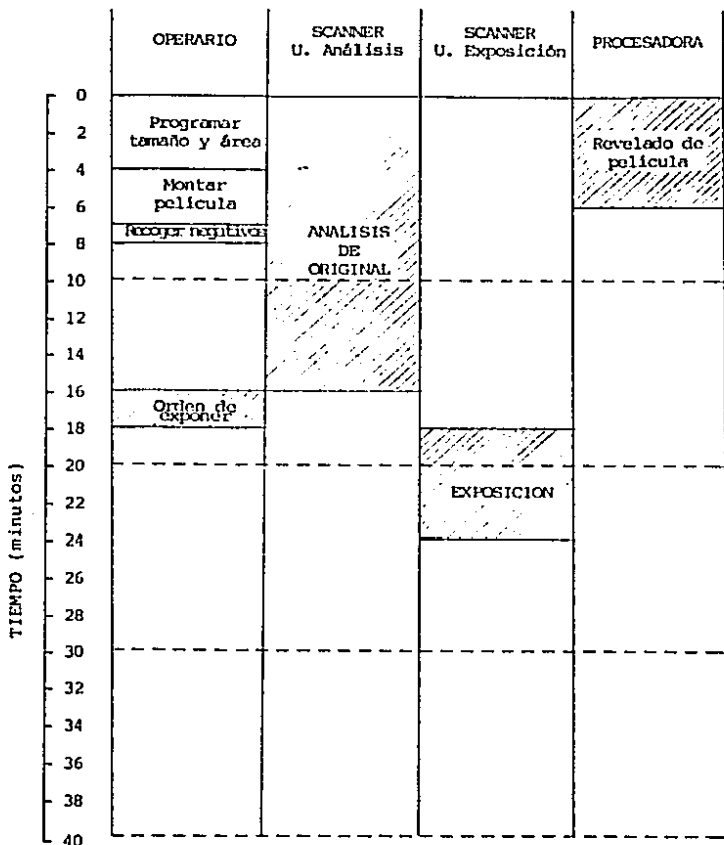 OPERARIO
SCANNER
U. Análisis
SCANNER
U. Exposición
PROCESADORA
TIEMPO (minutos)
0
2
4
6
8
10
12
14
16
18
20
22
24
26
28
30
32
34
36
38
40
Programar
tamaño y área
Montar
película
Recoger negativos
Orden de
exponer
ANALISIS
DE
ORIGINAL
EXPOSICION
Revelado de
película